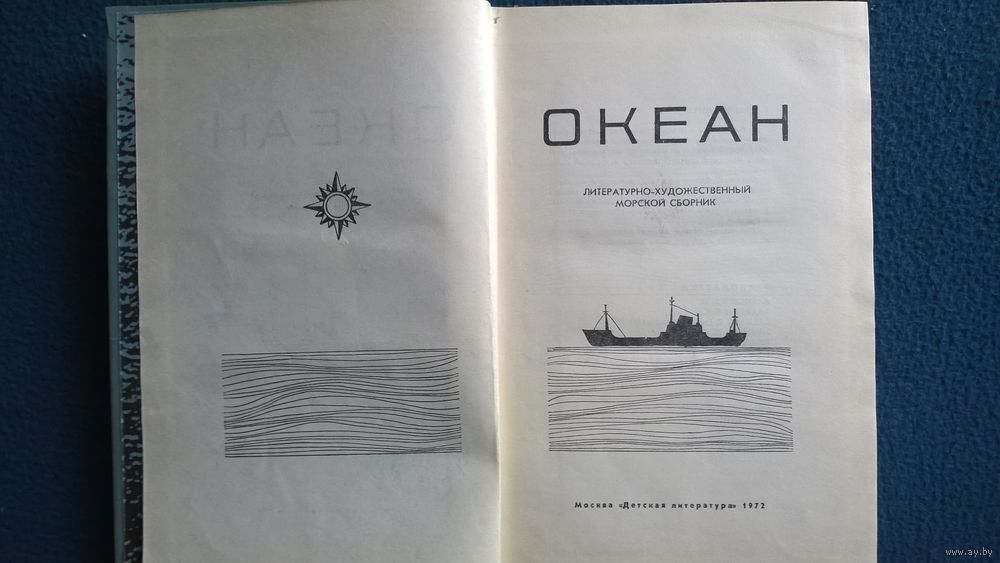 ОКЕАН
ЛИТЕРАТУРНО-ХУДОЖЕСТВЕННЫЙ
МОРСКОЙ СБОРНИК
Москва «Детская литература» 1972
www.ay.by